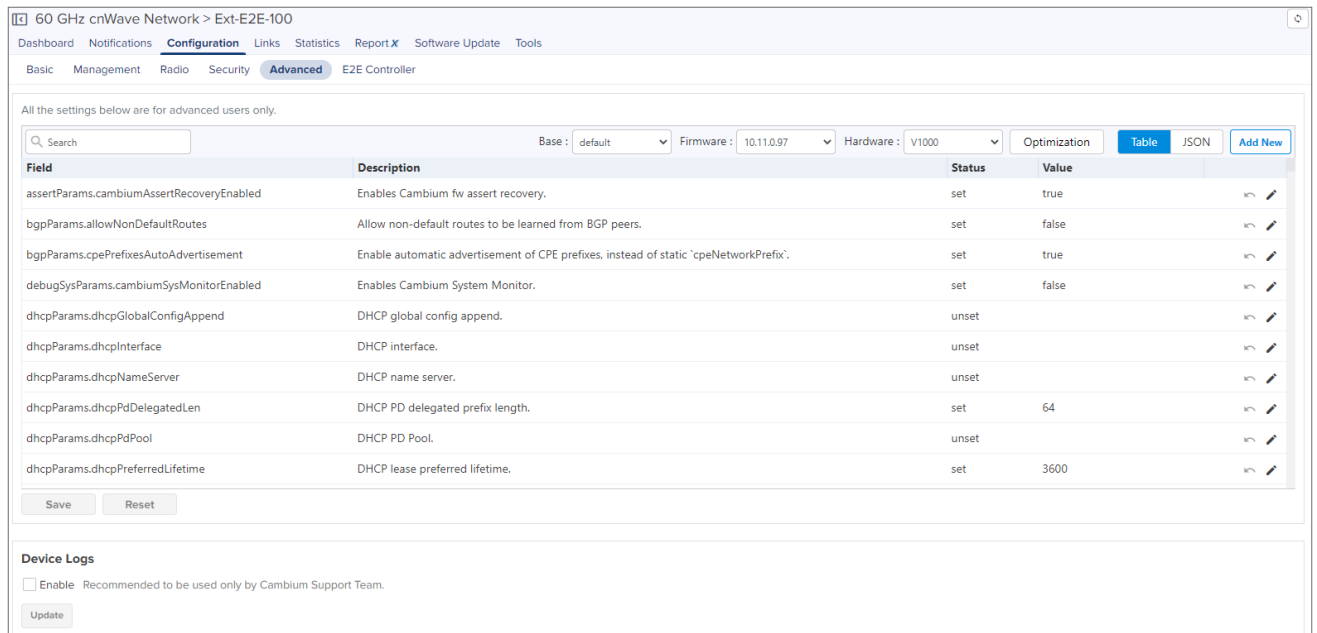 60 GHz cnWave Network > Ext-E2E-100
Dashboard Notifications Configuration Links Statistics Report X Software Update Tools
Basic Management Radio Security Advanced E2E Controller
All the settings below are for advanced users only.
Search Base : default Firmware : 10.11.0.97 Hardware : V1000 Optimization Table JSON Add New
Field Description Status Value
assertParams.cambiumAssertRecoveryEnabled Enables Cambium fw assert recovery. set true
bgpParams.allowNonDefaultRoutes Allow non-default routes to be learned from BGP peers. set false
bgpParams.cpePrefixesAutoAdvertisement Enable automatic advertisement of CPE prefixes, instead of static `cpeNetworkPrefix`. set true
debugSysParams.cambiumSysMonitorEnabled Enables Cambium System Monitor. set false
dhcpParams.dhcpGlobalConfigAppend DHCP global config append. unset
dhcpParams.dhcpInterface DHCP interface. unset
dhcpParams.dhcpNameServer DHCP name server. unset
dhcpParams.dhcpPdDelegatedLen DHCP PD delegated prefix length. set 64
dhcpParams.dhcpPdPool DHCP PD Pool. unset
dhcpParams.dhcpPreferredLifetime DHCP lease preferred lifetime. set 3600
Save Reset
Device Logs
Enable Recommended to be used only by Cambium Support Team.
Update